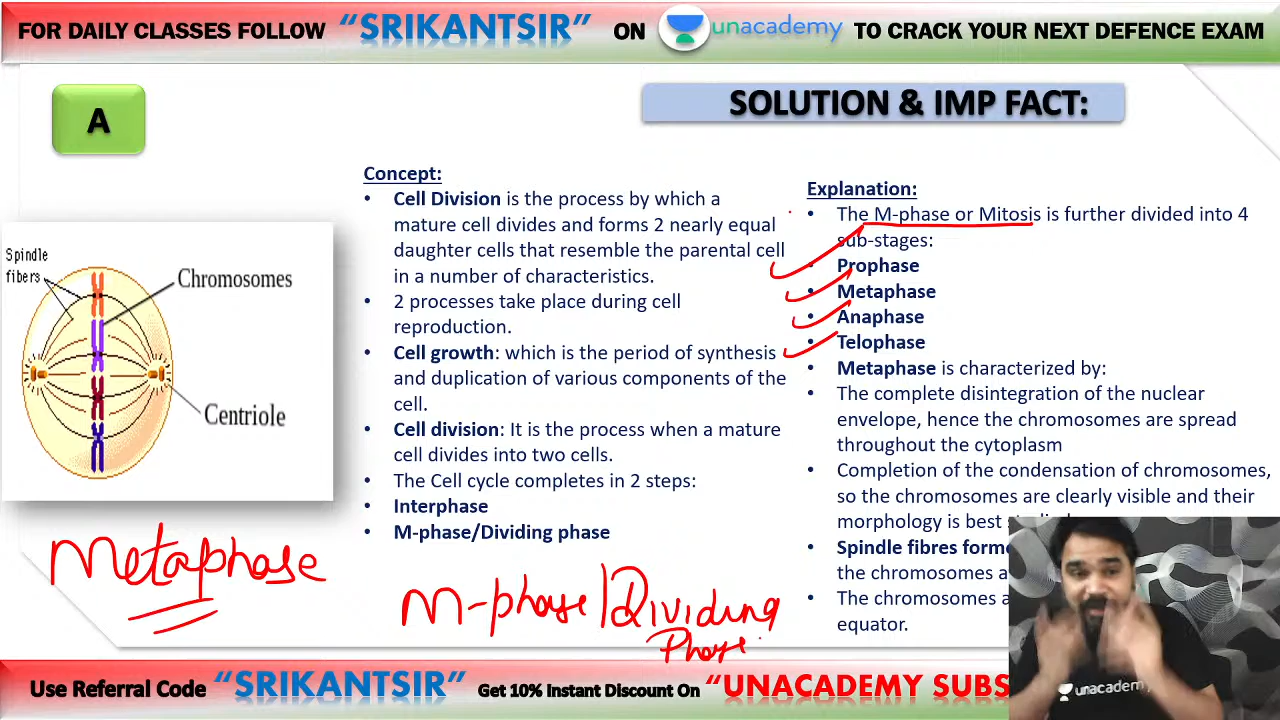 FOR DAILY CLASSES FOLLOW “SRIKANTSIR” ON unacademy TO CRACK YOUR NEXT DEFENCE EXAM
A
SOLUTION & IMP FACT:
Spindle
fibers
Chromosomes
Centriole
Metaphase
Concept:
• Cell Division is the process by which a
mature cell divides and forms 2 nearly equal
daughter cells that resemble the parental cell
in a number of characteristics.
• 2 processes take place during cell
reproduction.
• Cell growth: which is the period of synthesis
and duplication of various components of the
cell.
• Cell division: It is the process when a mature
cell divides into two cells.
• The Cell cycle completes in 2 steps:
• Interphase
• M-phase/Dividing phase
M-phase | Dividing
Phase
Explanation:
• The M-phase or Mitosis is further divided into 4
sub-stages:
• Prophase
• Metaphase
• Anaphase
• Telophase
• Metaphase is characterized by:
• The complete disintegration of the nuclear
envelope, hence the chromosomes are spread
throughout the cytoplasm
• Completion of the condensation of chromosomes,
so the chromosomes are clearly visible and their
morphology is best
• Spindle fibres
the chromosomes
• The chromosomes
equator.
unacademy
Use Referral Code “SRIKANTSIR” Get 10% Instant Discount On “UNACADEMY SUBS